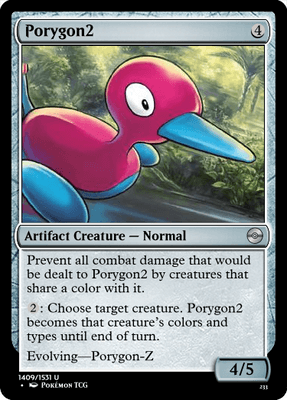 Porygon2 4
Artifact Creature — Normal
Prevent all combat damage that would
be dealt to Porygon2 by creatures that
share a color with it.
2 : Choose target creature. Porygon2
becomes that creature's colors and
types until end of turn.
Evolving—Porygon-Z
4/5
1409/1531 U
• Pokémon TCG